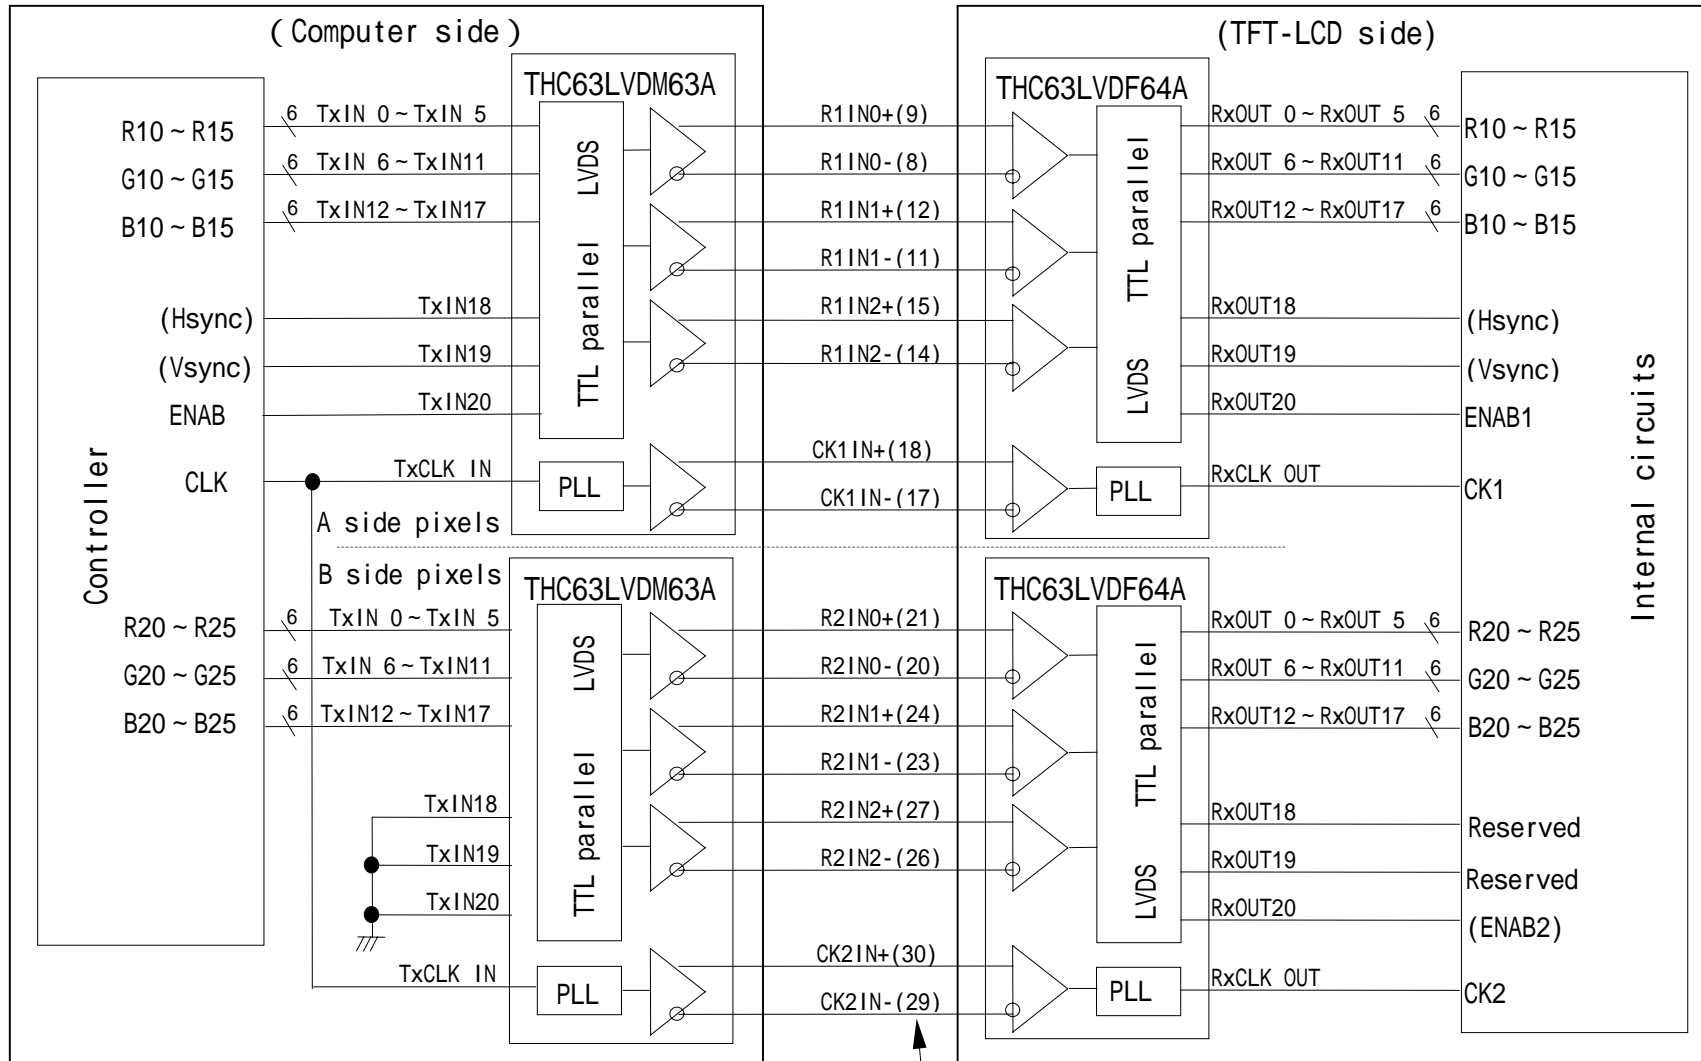 (Computer side)
(TFT-LCD side)
THC63LVDM63A
THC63LVDF64A
R10~R15
6
TxIN 0~TxIN 5
R1IN0+(9)
RxOUT 0~RxOUT 5
6
R10~R15
G10~G15
6
TxIN 6~TxIN11
R1IN0-(8)
RxOUT 6~RxOUT11
6
G10~G15
B10~B15
6
TxIN12~TxIN17
R1IN1+(12)
RxOUT12~RxOUT17
6
B10~B15
LVDS
TTL parallel
R1IN1-(11)
TTL parallel
LVDS
(Hsync)
TxIN18
R1IN2+(15)
RxOUT18
(Hsync)
(Vsync)
TxIN19
R1IN2-(14)
RxOUT19
(Vsync)
ENAB
TxIN20
RxOUT20
ENAB1
CLK
TxCLK IN
PLL
CK1IN+(18)
CK1IN-(17)
PLL
RxCLK OUT
CK1
Controller
Internal circuits
A side pixels
B side pixels
THC63LVDM63A
THC63LVDF64A
R20~R25
6
TxIN 0~TxIN 5
R2IN0+(21)
RxOUT 0~RxOUT 5
6
R20~R25
G20~G25
6
TxIN 6~TxIN11
R2IN0-(20)
RxOUT 6~RxOUT11
6
G20~G25
B20~B25
6
TxIN12~TxIN17
R2IN1+(24)
RxOUT12~RxOUT17
6
B20~B25
LVDS
TTL parallel
R2IN1-(23)
TTL parallel
LVDS
TxIN18
R2IN2+(27)
RxOUT18
Reserved
TxIN19
R2IN2-(26)
RxOUT19
Reserved
TxIN20
RxOUT20
(ENAB2)
TxCLK IN
PLL
CK2IN+(30)
CK2IN-(29)
PLL
RxCLK OUT
CK2